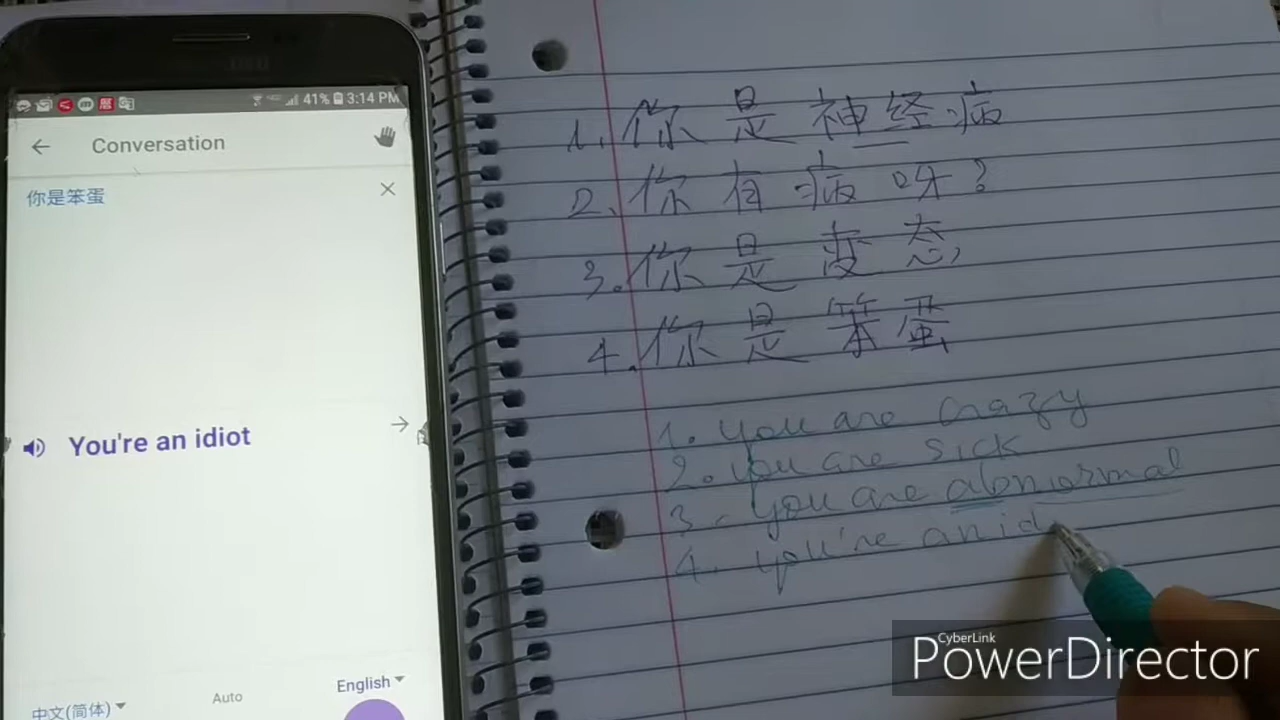 41% 3:14 PM
Conversation
你是笨蛋
You're an idiot
中文(简体)
Auto
English
1. 你是神经病
2. 你有病呀?
3. 你是变态
4. 你是笨蛋
1. you are crazy
2. you are sick
3. you are abnormal
4. you're an id
CyberLink
PowerDirector